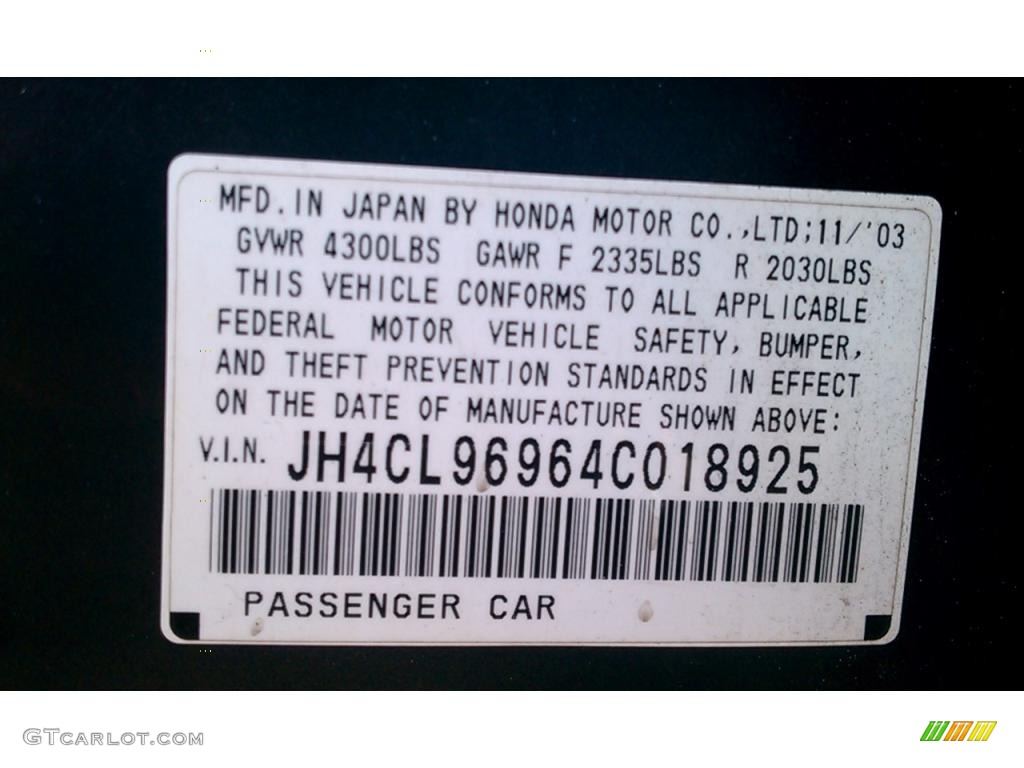 MFD.IN JAPAN BY HONDA MOTOR CO.,LTD;11/'03
GVWR 4300LBS GAWR F 2335LBS R 2030LBS
THIS VEHICLE CONFORMS TO ALL APPLICABLE
FEDERAL MOTOR VEHICLE SAFETY, BUMPER,
AND THEFT PREVENTION STANDARDS IN EFFECT
ON THE DATE OF MANUFACTURE SHOWN ABOVE:
V.I.N. JH4CL96964C018925
PASSENGER CAR
GTCARLOT.COM